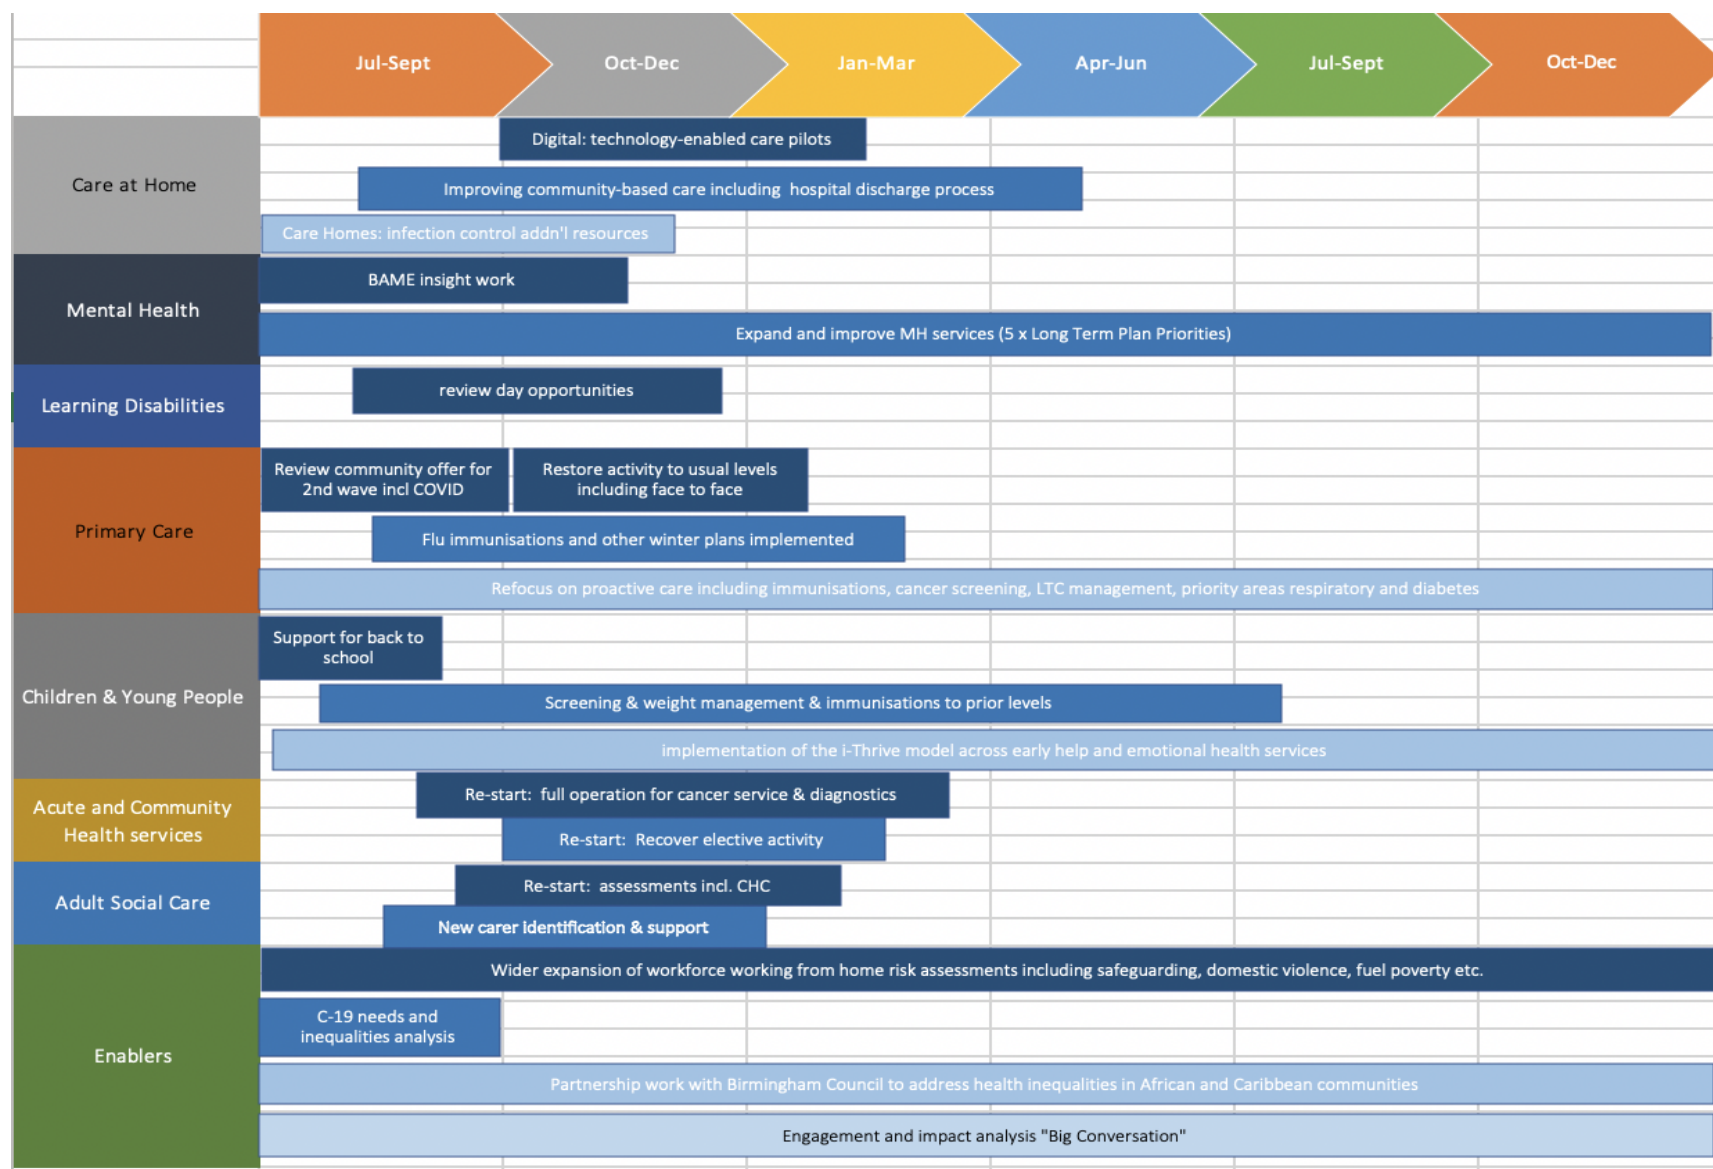 Jul-Sept
Oct-Dec
Jan-Mar
Apr-Jun
Jul-Sept
Oct-Dec
Care at Home
Digital: technology-enabled care pilots
Improving community-based care including  hospital discharge process
Care Homes: infection control addn'l resources
Mental Health
BAME insight work
Expand and improve MH services (5 x Long Term Plan Priorities)
Learning Disabilities
review day opportunities
Primary Care
Review community offer for
2nd wave incl COVID
Restore activity to usual levels
including face to face
Flu immunisations and other winter plans implemented
Refocus on proactive care including immunisations, cancer screening, LTC management, priority areas respiratory and diabetes
Children & Young People
Support for back to
school
Screening & weight management & immunisations to prior levels
implementation of the i-Thrive model across early help and emotional health services
Acute and Community
Health services
Re-start:  full operation for cancer service & diagnostics
Re-start:  Recover elective activity
Adult Social Care
Re-start:  assessments incl. CHC
New carer identification & support
Enablers
Wider expansion of workforce working from home risk assessments including safeguarding, domestic violence, fuel poverty etc.
C-19 needs and
inequalities analysis
Partnership work with Birmingham Council to address health inequalities in African and Caribbean communities
Engagement and impact analysis "Big Conversation"